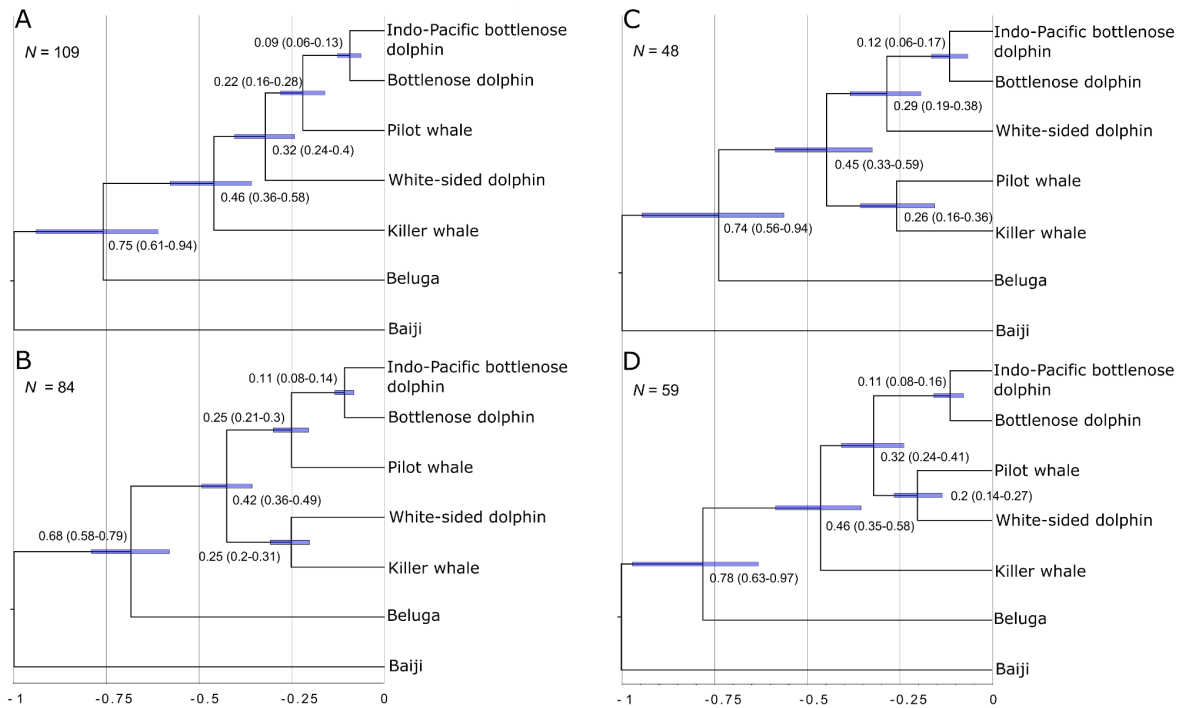 A
N = 109
Indo-Pacific bottlenose
dolphin
0.09 (0.06-0.13)
Bottlenose dolphin
0.22 (0.16-0.28)
Pilot whale
0.32 (0.24-0.4)
White-sided dolphin
0.46 (0.36-0.58)
Killer whale
0.75 (0.61-0.94)
Beluga
Baiji
B
N = 84
Indo-Pacific bottlenose
dolphin
0.11 (0.08-0.14)
Bottlenose dolphin
0.25 (0.21-0.3)
Pilot whale
0.42 (0.36-0.49)
White-sided dolphin
0.68 (0.58-0.79)
0.25 (0.2-0.31)
Killer whale
Beluga
Baiji
-1 -0.75 -0.5 -0.25 0
C
N = 48
Indo-Pacific bottlenose
dolphin
0.12 (0.06-0.17)
Bottlenose dolphin
0.29 (0.19-0.38)
White-sided dolphin
0.45 (0.33-0.59)
Pilot whale
0.26 (0.16-0.36)
Killer whale
0.74 (0.56-0.94)
Beluga
Baiji
D
N = 59
Indo-Pacific bottlenose
dolphin
0.11 (0.08-0.16)
Bottlenose dolphin
0.32 (0.24-0.41)
Pilot whale
0.2 (0.14-0.27)
White-sided dolphin
0.46 (0.35-0.58)
Killer whale
0.78 (0.63-0.97)
Beluga
Baiji
-1 -0.75 -0.5 -0.25 0